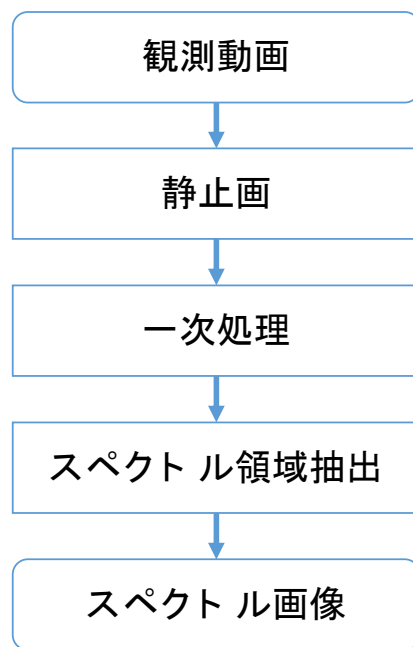 観測動画
静止画
一次処理
スペクトル領域抽出
スペクトル画像